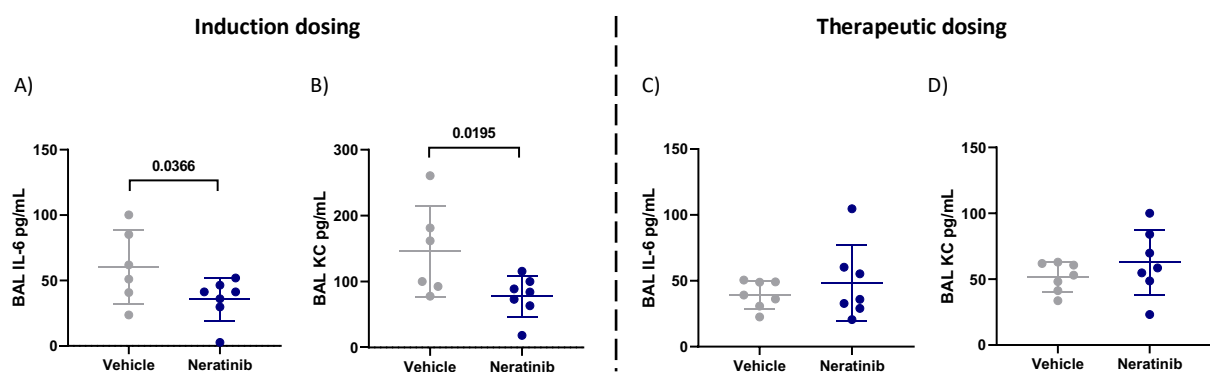 Induction dosing
Therapeutic dosing
A)
B)
C)
D)
BAL IL-6 pg/mL
150
100
50
0
0.0366
Vehicle
Neratinib
BAL KC pg/mL
300
200
100
0
0.0195
Vehicle
Neratinib
BAL IL-6 pg/mL
150
100
50
0
Vehicle
Neratinib
BAL KC pg/mL
150
100
50
0
Vehicle
Neratinib